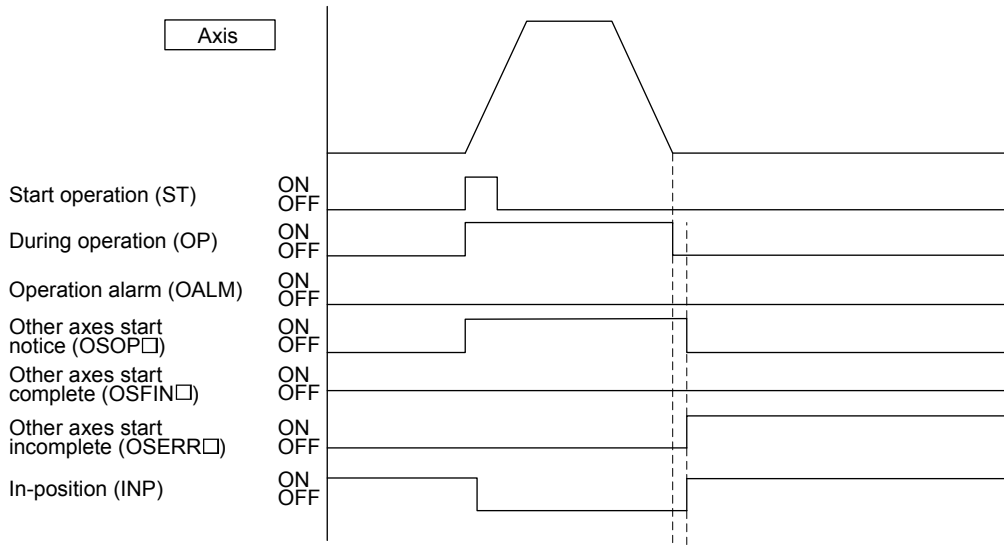 Axis
Start operation (ST)
ON
OFF
During operation (OP)
ON
OFF
Operation alarm (OALM)
ON
OFF
Other axes start
notice (OSOP□)
ON
OFF
Other axes start
complete (OSFIN□)
ON
OFF
Other axes start
incomplete (OSERR□)
ON
OFF
In-position (INP)
ON
OFF